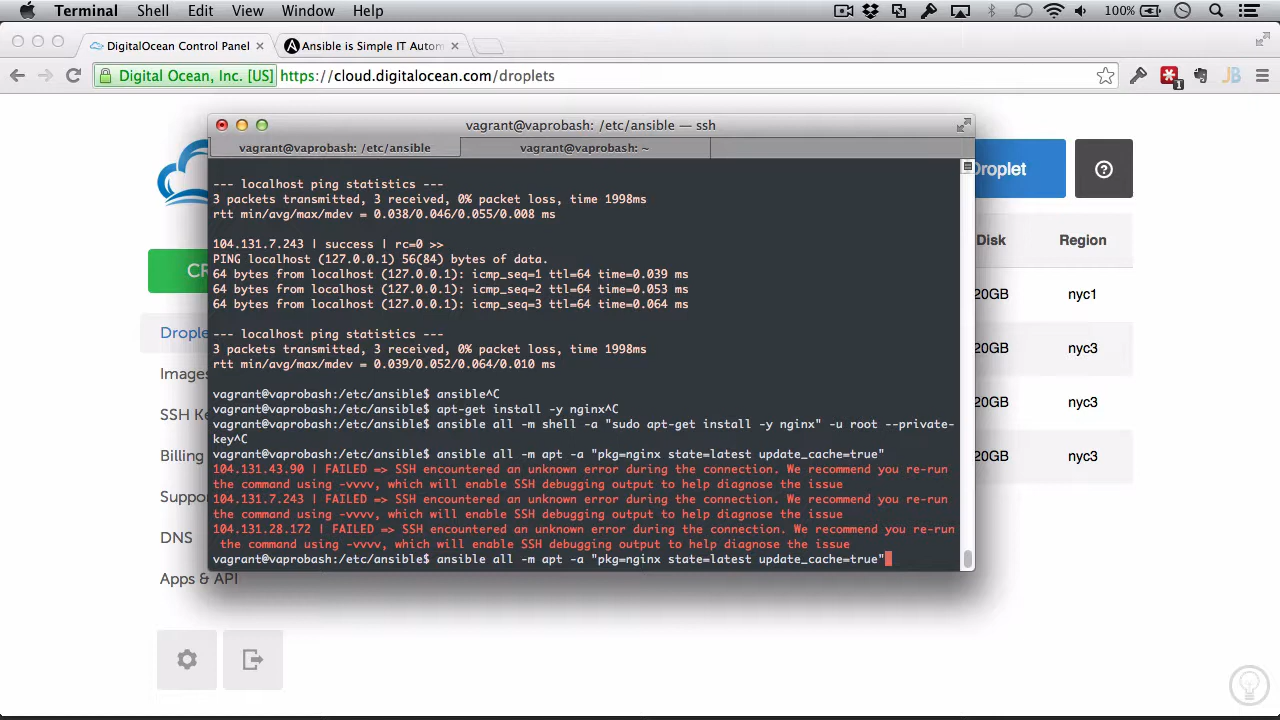 Terminal Shell Edit View Window Help 100%
DigitalOcean Control Panel × Ansible is Simple IT Autom ×
Digital Ocean, Inc. [US] https://cloud.digitalocean.com/droplets 1 JB
vagrant@vaprobash: /etc/ansible — ssh
vagrant@vaprobash: /etc/ansible vagrant@vaprobash: ~
--- localhost ping statistics ---
3 packets transmitted, 3 received, 0% packet loss, time 1998ms
rtt min/avg/max/mdev = 0.038/0.046/0.055/0.008 ms
104.131.7.243 | success | rc=0 >>
PING localhost (127.0.0.1) 56(84) bytes of data.
64 bytes from localhost (127.0.0.1): icmp_seq=1 ttl=64 time=0.039 ms
64 bytes from localhost (127.0.0.1): icmp_seq=2 ttl=64 time=0.053 ms
64 bytes from localhost (127.0.0.1): icmp_seq=3 ttl=64 time=0.064 ms
--- localhost ping statistics ---
3 packets transmitted, 3 received, 0% packet loss, time 1998ms
rtt min/avg/max/mdev = 0.039/0.052/0.064/0.010 ms
vagrant@vaprobash:/etc/ansible$ ansible^C
vagrant@vaprobash:/etc/ansible$ apt-get install -y nginx^C
vagrant@vaprobash:/etc/ansible$ ansible all -m shell -a "sudo apt-get install -y nginx" -u root --private-
key^C
vagrant@vaprobash:/etc/ansible$ ansible all -m apt -a "pkg=nginx state=latest update_cache=true"
104.131.43.90 | FAILED => SSH encountered an unknown error during the connection. We recommend you re-run
the command using -vvvv, which will enable SSH debugging output to help diagnose the issue
104.131.7.243 | FAILED => SSH encountered an unknown error during the connection. We recommend you re-run
the command using -vvvv, which will enable SSH debugging output to help diagnose the issue
104.131.28.172 | FAILED => SSH encountered an unknown error during the connection. We recommend you re-run
the command using -vvvv, which will enable SSH debugging output to help diagnose the issue
vagrant@vaprobash:/etc/ansible$ ansible all -m apt -a "pkg=nginx state=latest update_cache=true"
CR
Drople
Images
SSH Ke
Billing
Suppo
DNS
Apps & API
Droplet ?
Disk Region
20GB nyc1
20GB nyc3
20GB nyc3
20GB nyc3